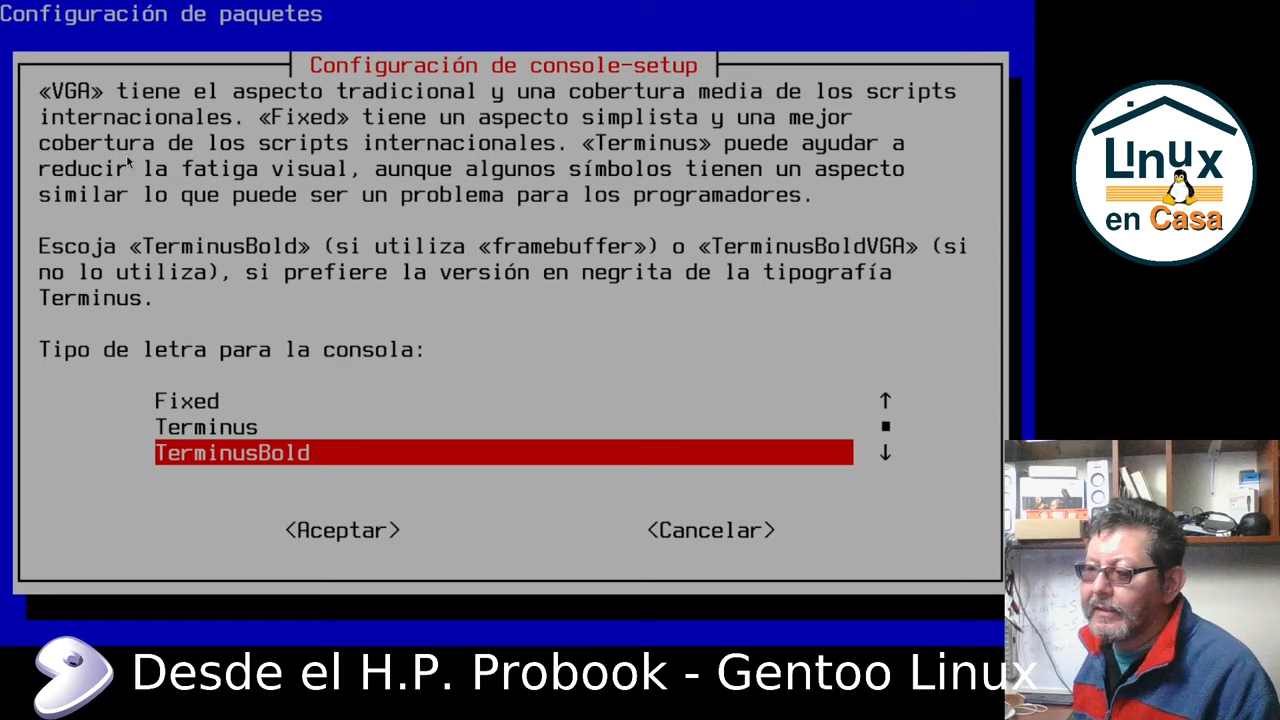 Configuración de paquetes
Configuración de console-setup
«VGA» tiene el aspecto tradicional y una cobertura media de los scripts
internacionales. «Fixed» tiene un aspecto simplista y una mejor
cobertura de los scripts internacionales. «Terminus» puede ayudar a
reducir la fatiga visual, aunque algunos símbolos tienen un aspecto
similar lo que puede ser un problema para los programadores.
Escoja «TerminusBold» (si utiliza «framebuffer») o «TerminusBoldVGA» (si
no lo utiliza), si prefiere la versión en negrita de la tipografía
Terminus.
Tipo de letra para la consola:
Fixed ↑
Terminus
TerminusBold ↓
<Aceptar> <Cancelar>
Linux
en Casa
Desde el H.P. Probook - Gentoo Linux